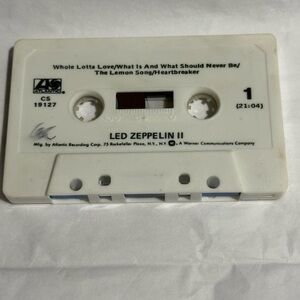 Whole Lotta Love/What Is And What Should Never Be/
The Lemon Song/Heartbreaker
CS
19127
1
(21:04)
LED ZEPPELIN II
Mfg. by Atlantic Recording Corp. 75 Rockefeller Plaza, N.Y., N.Y. A Warner Communications Company